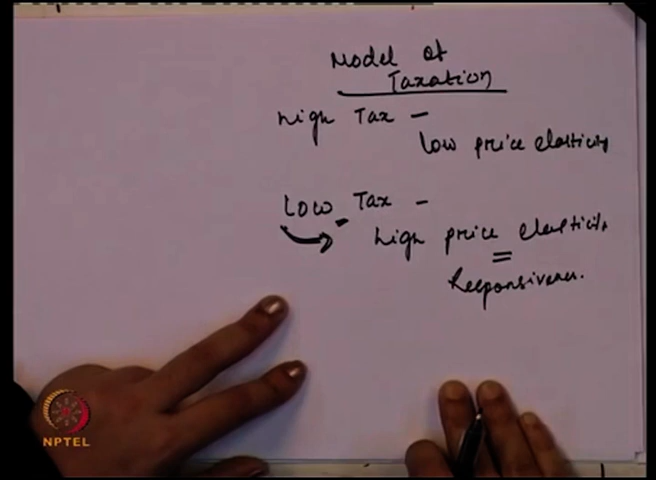 Model of
Taxation
High Tax -
low price elasticity
Low Tax -
high price elasticity
=
Responsiveness.
NPTEL